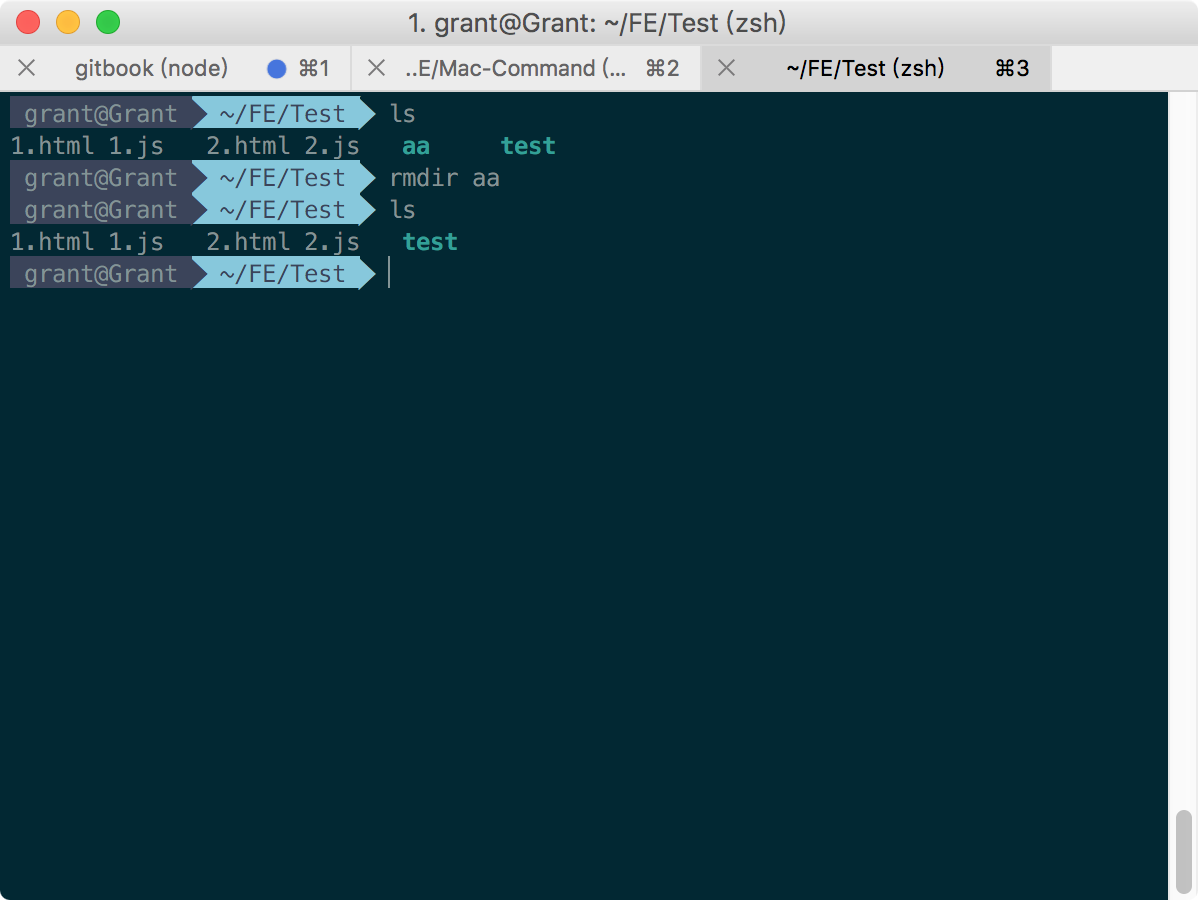 1. grant@Grant: ~/FE/Test (zsh)
gitbook (node) ⌘1 ..E/Mac-Command (... ⌘2 ~/FE/Test (zsh) ⌘3
grant@Grant ~/FE/Test ls
1.html 1.js 2.html 2.js aa test
grant@Grant ~/FE/Test rmdir aa
grant@Grant ~/FE/Test ls
1.html 1.js 2.html 2.js test
grant@Grant ~/FE/Test